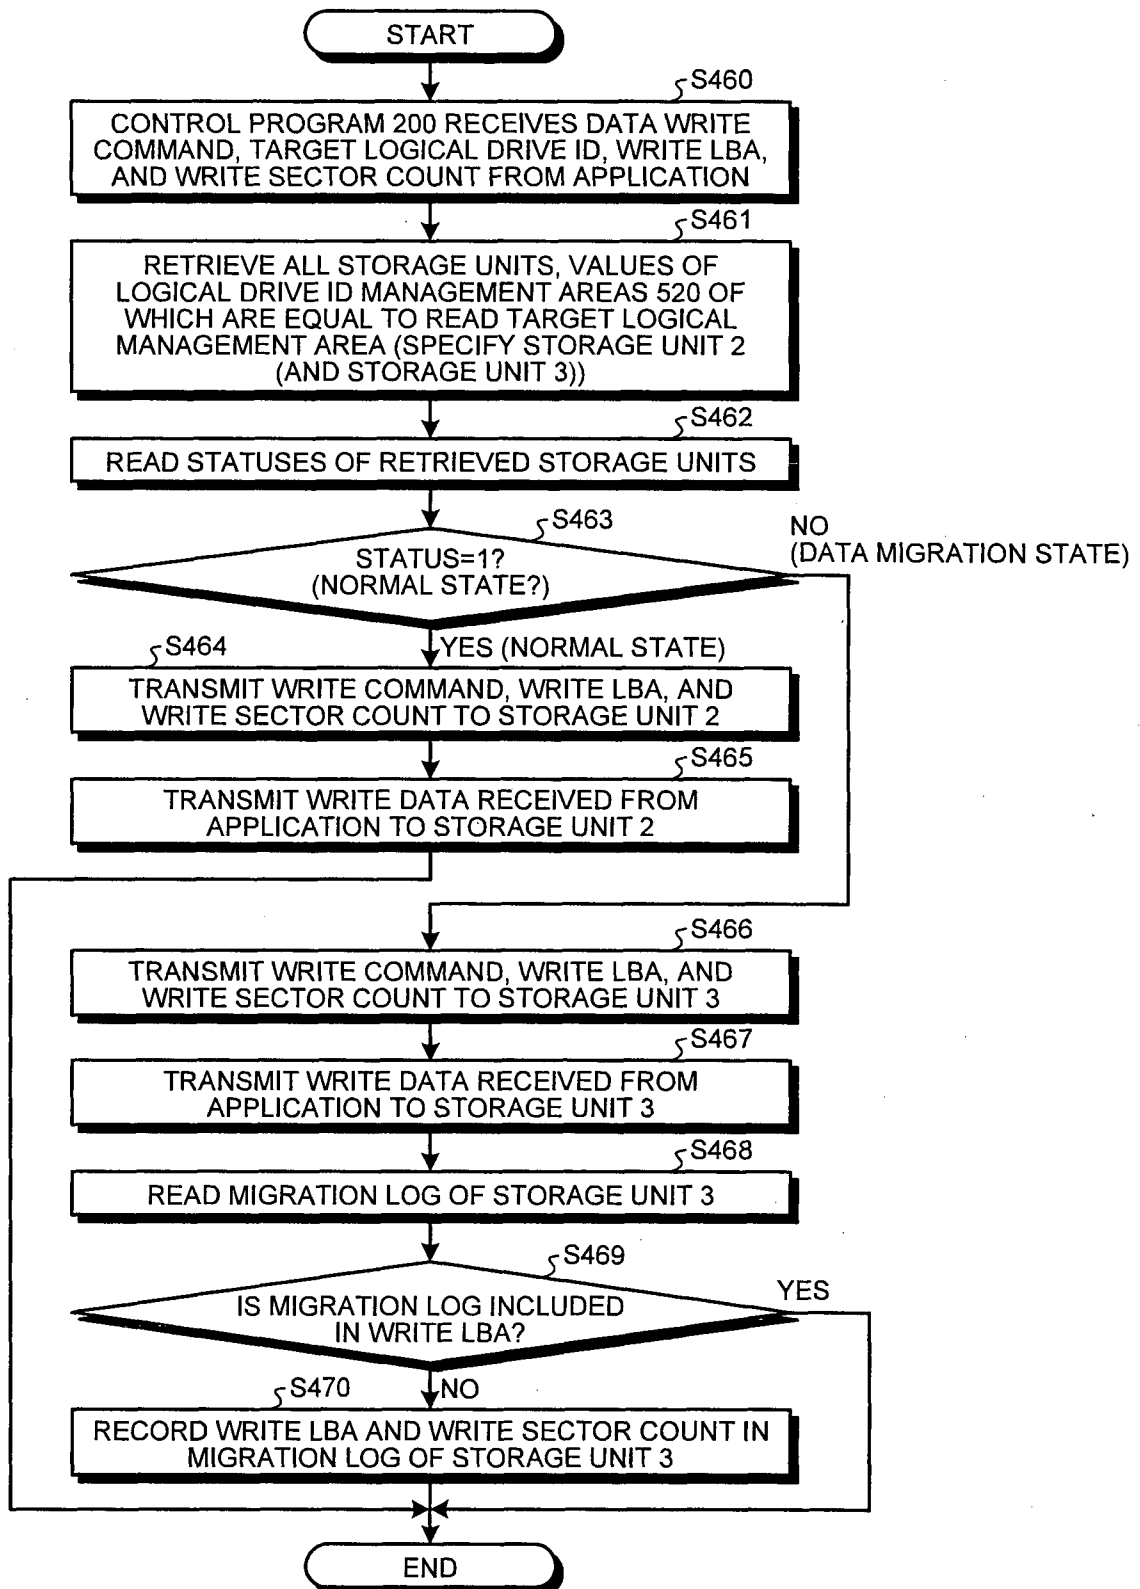 START
S460
CONTROL PROGRAM 200 RECEIVES DATA WRITE
COMMAND, TARGET LOGICAL DRIVE ID, WRITE LBA,
AND WRITE SECTOR COUNT FROM APPLICATION
S461
RETRIEVE ALL STORAGE UNITS, VALUES OF
LOGICAL DRIVE ID MANAGEMENT AREAS 520 OF
WHICH ARE EQUAL TO READ TARGET LOGICAL
MANAGEMENT AREA (SPECIFY STORAGE UNIT 2
(AND STORAGE UNIT 3))
S462
READ STATUSES OF RETRIEVED STORAGE UNITS
S463
STATUS=1?
(NORMAL STATE?)
NO
(DATA MIGRATION STATE)
YES (NORMAL STATE)
S464
TRANSMIT WRITE COMMAND, WRITE LBA, AND
WRITE SECTOR COUNT TO STORAGE UNIT 2
S465
TRANSMIT WRITE DATA RECEIVED FROM
APPLICATION TO STORAGE UNIT 2
S466
TRANSMIT WRITE COMMAND, WRITE LBA, AND
WRITE SECTOR COUNT TO STORAGE UNIT 3
S467
TRANSMIT WRITE DATA RECEIVED FROM
APPLICATION TO STORAGE UNIT 3
S468
READ MIGRATION LOG OF STORAGE UNIT 3
S469
IS MIGRATION LOG INCLUDED
IN WRITE LBA?
YES
NO
S470
RECORD WRITE LBA AND WRITE SECTOR COUNT IN
MIGRATION LOG OF STORAGE UNIT 3
END